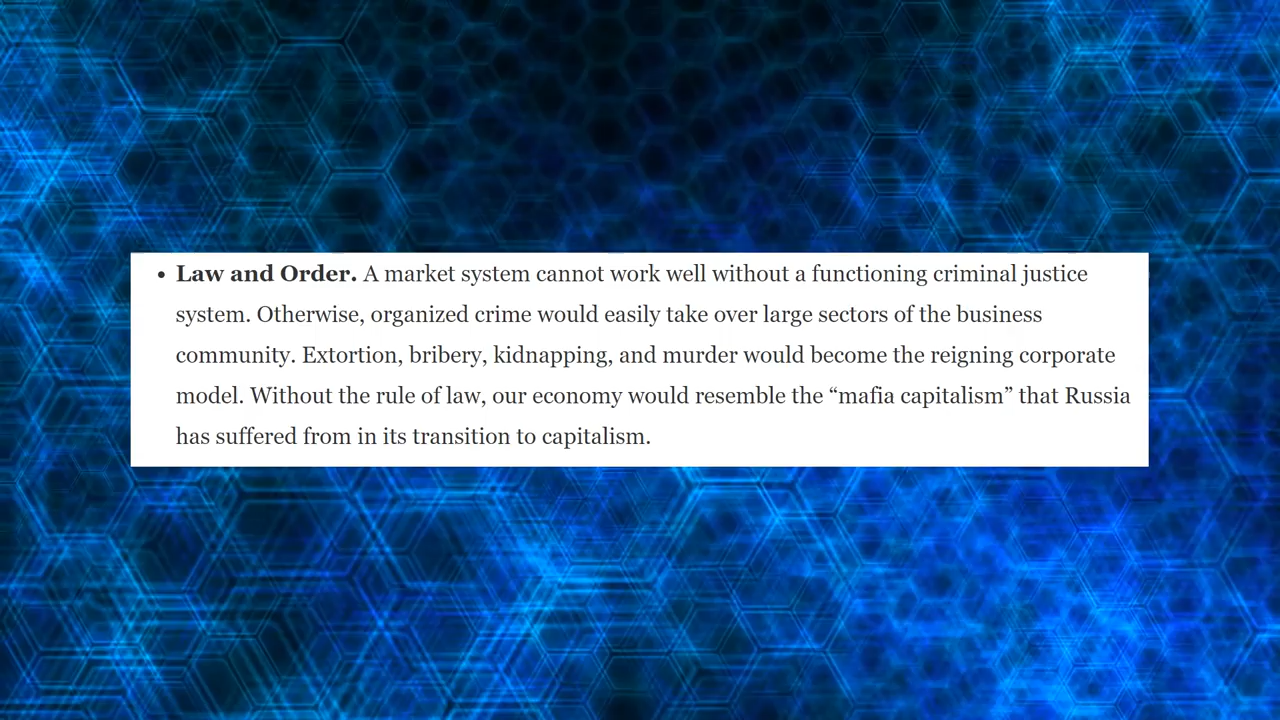 • Law and Order. A market system cannot work well without a functioning criminal justice
system. Otherwise, organized crime would easily take over large sectors of the business
community. Extortion, bribery, kidnapping, and murder would become the reigning corporate
model. Without the rule of law, our economy would resemble the “mafia capitalism” that Russia
has suffered from in its transition to capitalism.